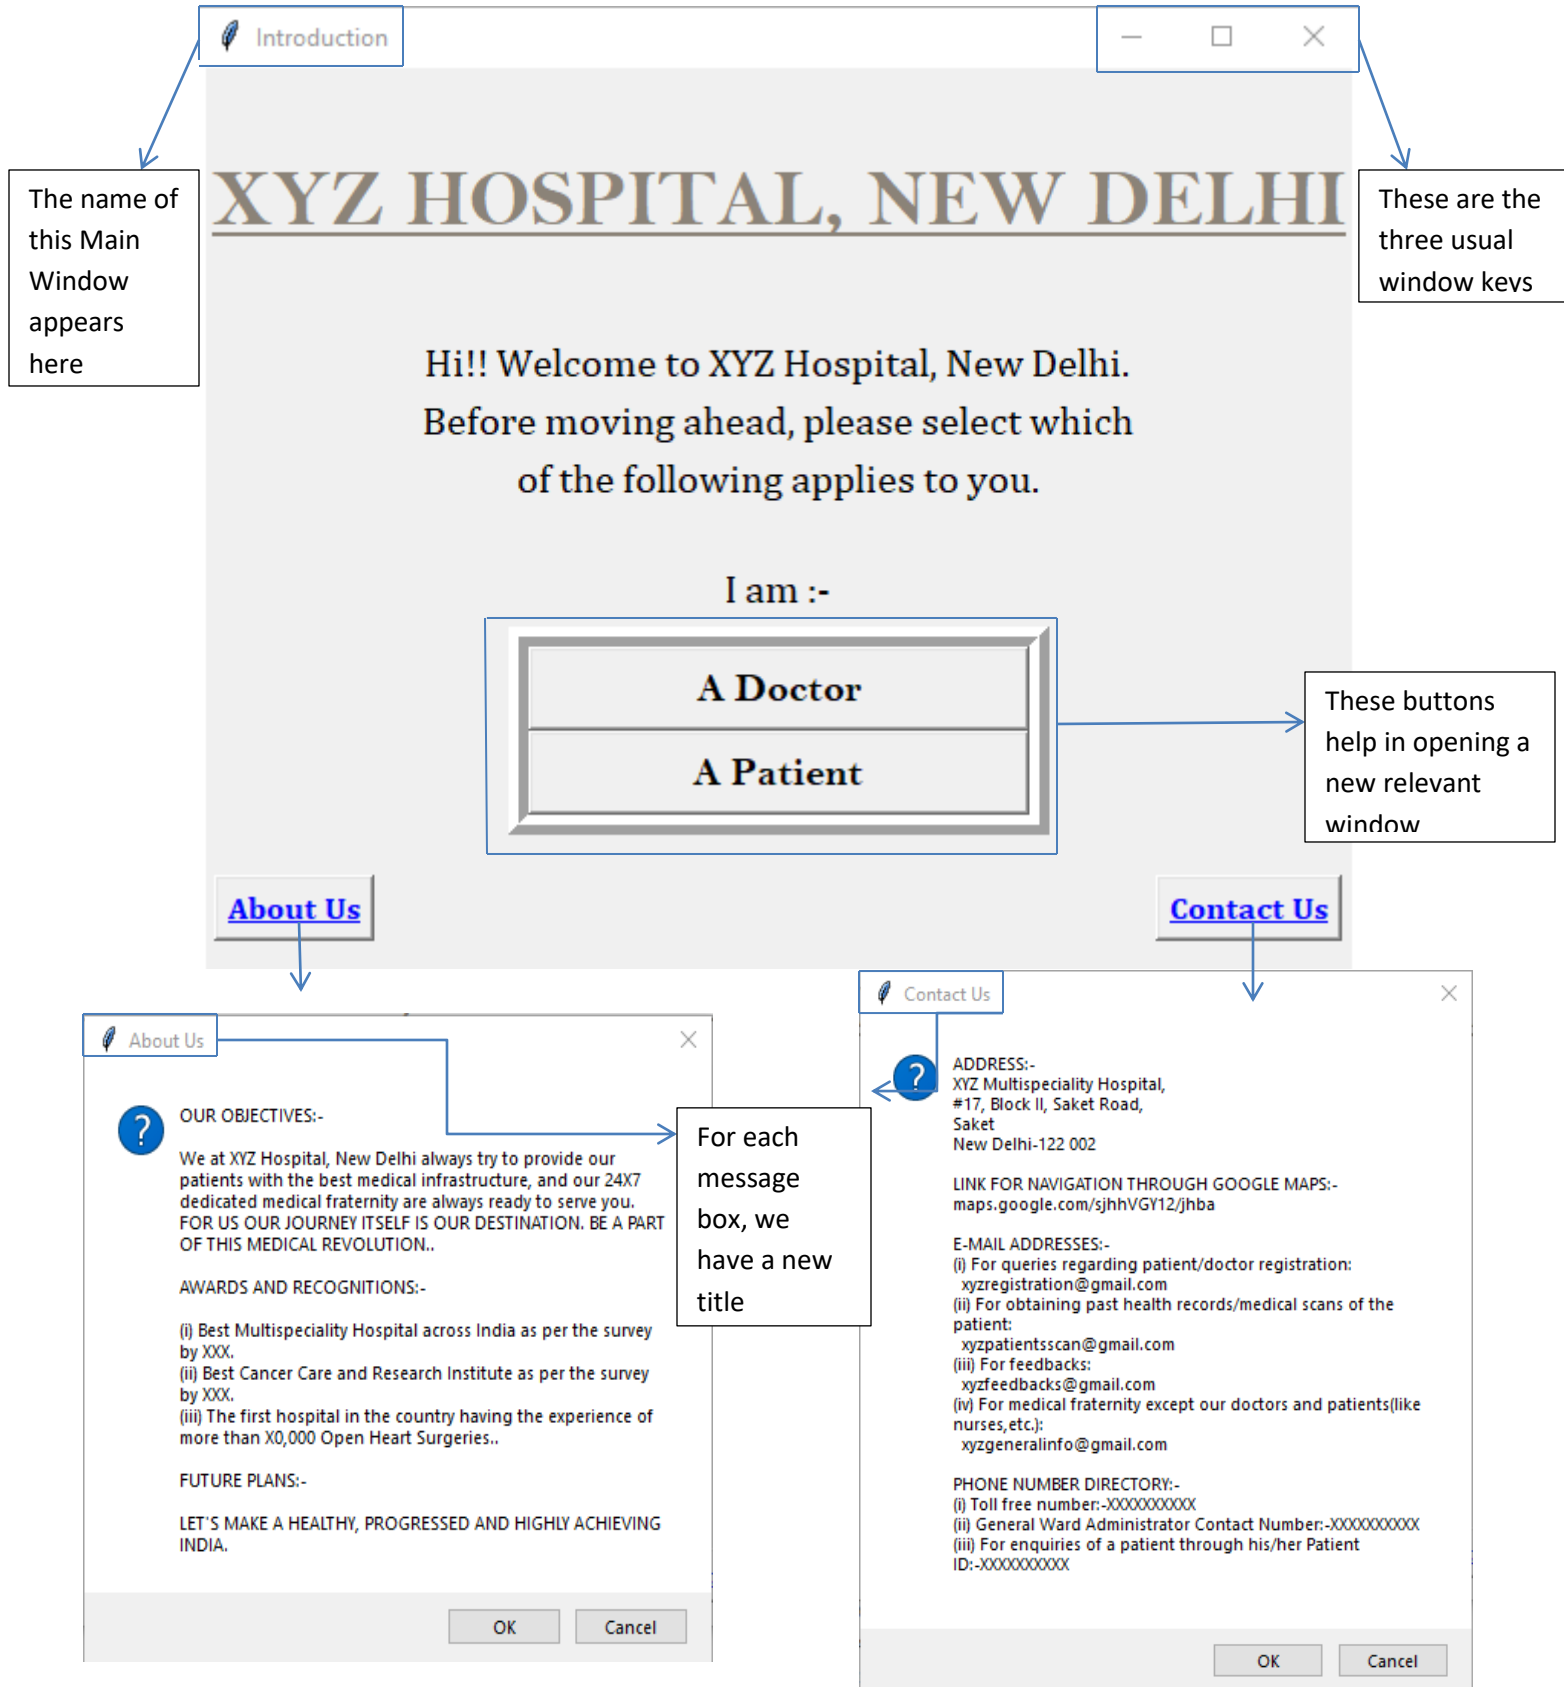 Introduction
XYZ HOSPITAL, NEW DELHI
The name of
this Main
Window
appears
here
These are the
three usual
window keys
Hi!! Welcome to XYZ Hospital, New Delhi.
Before moving ahead, please select which
of the following applies to you.
I am :-
A Doctor
A Patient
These buttons
help in opening a
new relevant
window
About Us
Contact Us
About Us
OUR OBJECTIVES:-
We at XYZ Hospital, New Delhi always try to provide our
patients with the best medical infrastructure, and our 24X7
dedicated medical fraternity are always ready to serve you.
FOR US OUR JOURNEY ITSELF IS OUR DESTINATION. BE A PART
OF THIS MEDICAL REVOLUTION..
AWARDS AND RECOGNITIONS:-
(i) Best Multispeciality Hospital across India as per the survey
by XXX.
(ii) Best Cancer Care and Research Institute as per the survey
by XXX.
(iii) The first hospital in the country having the experience of
more than X0,000 Open Heart Surgeries..
FUTURE PLANS:-
LET'S MAKE A HEALTHY, PROGRESSED AND HIGHLY ACHIEVING
INDIA.
OK
Cancel
For each
message
box, we
have a new
title
Contact Us
ADDRESS:-
XYZ Multispeciality Hospital,
#17, Block II, Saket Road,
Saket
New Delhi-122 002
LINK FOR NAVIGATION THROUGH GOOGLE MAPS:-
maps.google.com/sjhhVGY12/jhba
E-MAIL ADDRESSES:-
(i) For queries regarding patient/doctor registration:
xyzregistration@gmail.com
(ii) For obtaining past health records/medical scans of the
patient:
xyzpatientsscan@gmail.com
(iii) For feedbacks:
xyzfeedbacks@gmail.com
(iv) For medical fraternity except our doctors and patients(like
nurses,etc.):
xyzgeneralinfo@gmail.com
PHONE NUMBER DIRECTORY:-
(i) Toll free number:-XXXXXXXXXX
(ii) General Ward Administrator Contact Number:-XXXXXXXXXX
(iii) For enquiries of a patient through his/her Patient
ID:-XXXXXXXXXX
OK
Cancel